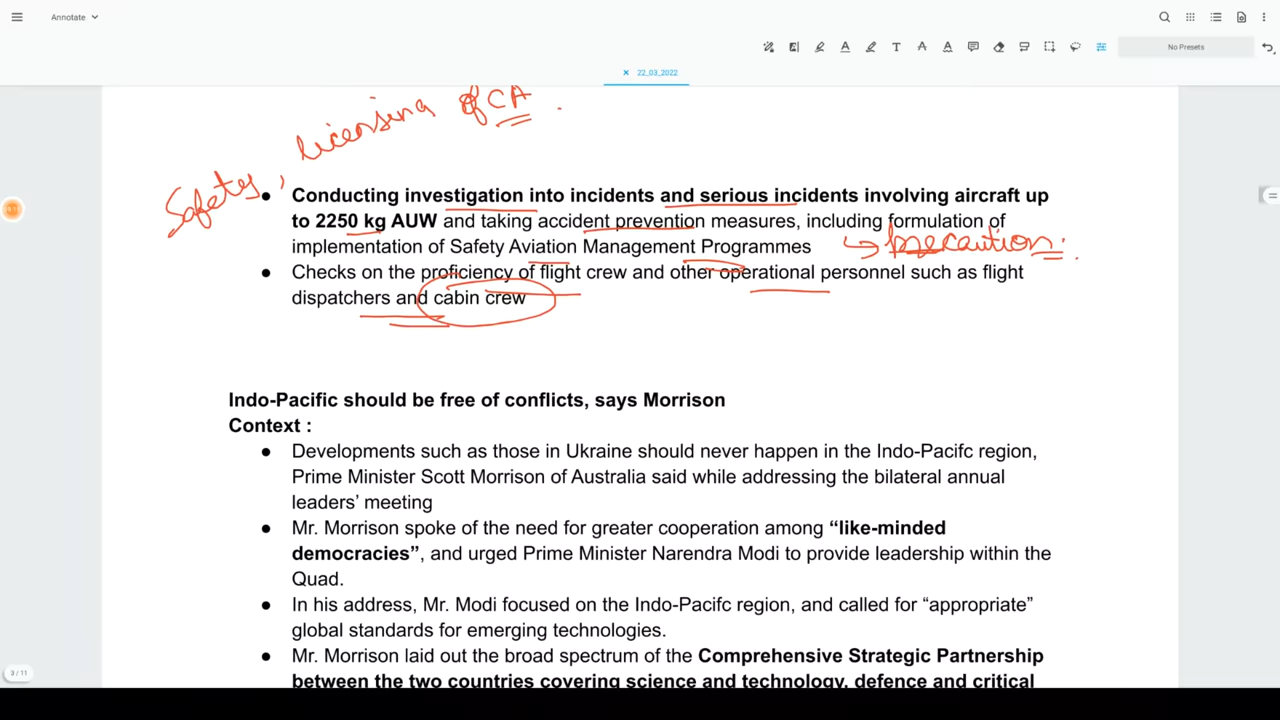 Annotate
No Presets
22_03_2022
licensing of CA.
Safety,
● Conducting investigation into incidents and serious incidents involving aircraft up
to 2250 kg AUW and taking accident prevention measures, including formulation of
implementation of Safety Aviation Management Programmes
precaution.
● Checks on the proficiency of flight crew and other operational personnel such as flight
dispatchers and cabin crew
Indo-Pacific should be free of conflicts, says Morrison
Context :
● Developments such as those in Ukraine should never happen in the Indo-Pacifc region,
Prime Minister Scott Morrison of Australia said while addressing the bilateral annual
leaders’ meeting
● Mr. Morrison spoke of the need for greater cooperation among “like-minded
democracies”, and urged Prime Minister Narendra Modi to provide leadership within the
Quad.
● In his address, Mr. Modi focused on the Indo-Pacifc region, and called for “appropriate”
global standards for emerging technologies.
● Mr. Morrison laid out the broad spectrum of the Comprehensive Strategic Partnership
between the two countries covering science and technology, defence and critical
3 / 11